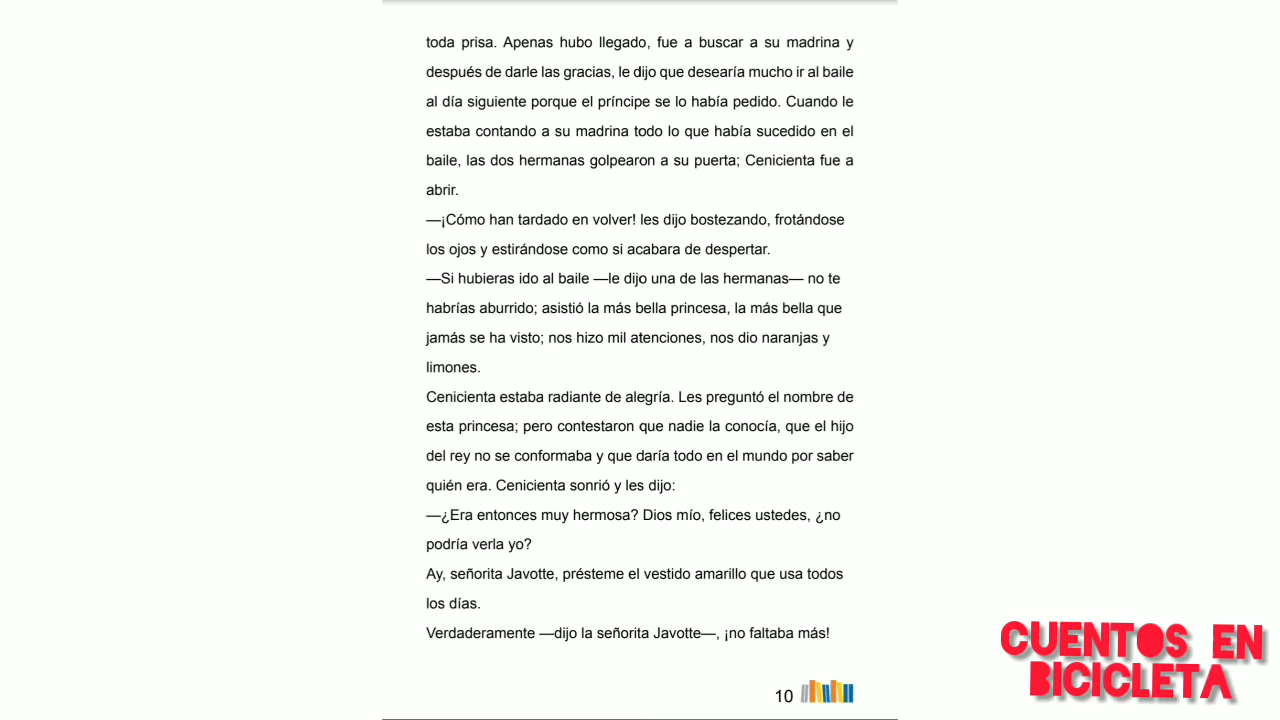 toda prisa. Apenas hubo llegado, fue a buscar a su madrina y
después de darle las gracias, le dijo que desearía mucho ir al baile
al día siguiente porque el príncipe se lo había pedido. Cuando le
estaba contando a su madrina todo lo que había sucedido en el
baile, las dos hermanas golpearon a su puerta; Cenicienta fue a
abrir.
—¡Cómo han tardado en volver! les dijo bostezando, frotándose
los ojos y estirándose como si acabara de despertar.
—Si hubieras ido al baile —le dijo una de las hermanas— no te
habrías aburrido; asistió la más bella princesa, la más bella que
jamás se ha visto; nos hizo mil atenciones, nos dio naranjas y
limones.
Cenicienta estaba radiante de alegría. Les preguntó el nombre de
esta princesa; pero contestaron que nadie la conocía, que el hijo
del rey no se conformaba y que daría todo en el mundo por saber
quién era. Cenicienta sonrió y les dijo:
—¿Era entonces muy hermosa? Dios mío, felices ustedes, ¿no
podría verla yo?
Ay, señorita Javotte, présteme el vestido amarillo que usa todos
los días.
Verdaderamente —dijo la señorita Javotte—, ¡no faltaba más!
10
CUENTOS EN
BICICLETA